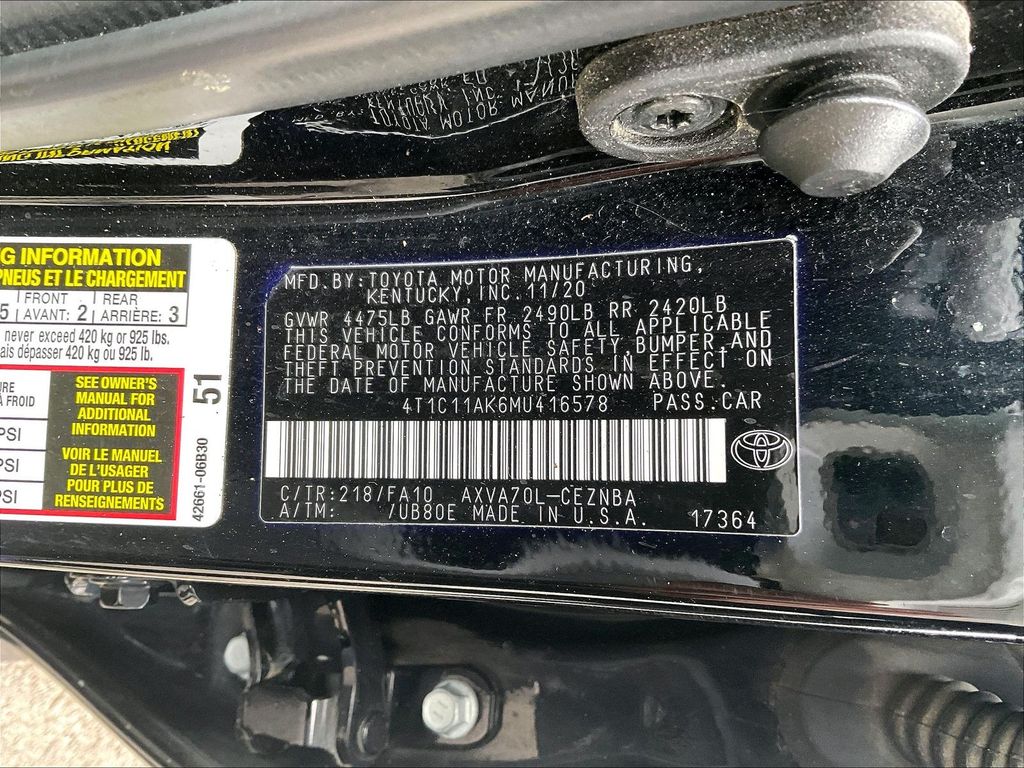 G INFORMATION
PNEUS ET LE CHARGEMENT
5 FRONT REAR
AVANT: 2 ARRIÈRE: 3
never exceed 420 kg or 925 lbs.
ais dépasser 420 kg ou 925 lb.
URE
À FROID
PSI
PSI
PSI
SEE OWNER'S
MANUAL FOR
ADDITIONAL
INFORMATION
VOIR LE MANUEL
DE L'USAGER
POUR PLUS DE
RENSEIGNEMENTS
51
42661-06B30
MFD.BY:TOYOTA MOTOR MANUFACTURING,
KENTUCKY,INC.11/20
GVWR 4475LB GAWR FR 2490LB RR 2420LB
THIS VEHICLE CONFORMS TO ALL APPLICABLE
FEDERAL MOTOR VEHICLE SAFETY,BUMPER,AND
THEFT PREVENTION STANDARDS IN EFFECT ON
THE DATE OF MANUFACTURE SHOWN ABOVE.
4T1C11AK6MU416578 PASS.CAR
C/TR:218/FA10 AXVA70L-CEZNBA
A/TM: /UB80E MADE IN U.S.A. 17364